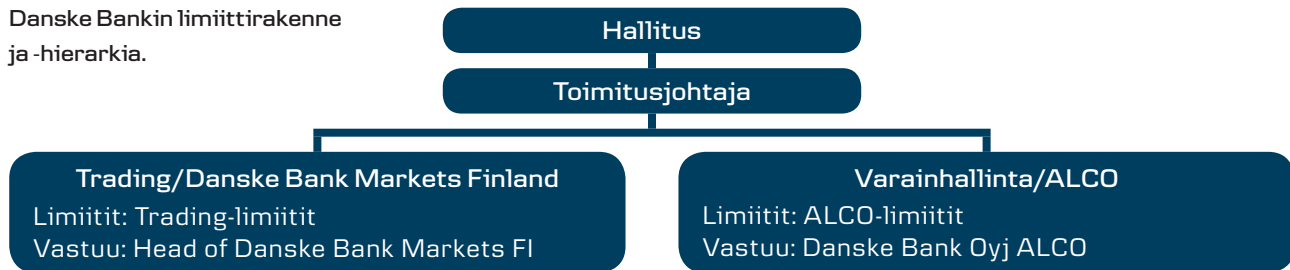 Danske Bankin limiittirakenne
ja -hierarkia.
Hallitus
Toimitusjohtaja
Trading/Danske Bank Markets Finland
Limiitit: Trading-limiitit
Vastuu: Head of Danske Bank Markets FI
Varainhallinta/ALCO
Limiitit: ALCO-limiitit
Vastuu: Danske Bank Oyj ALCO